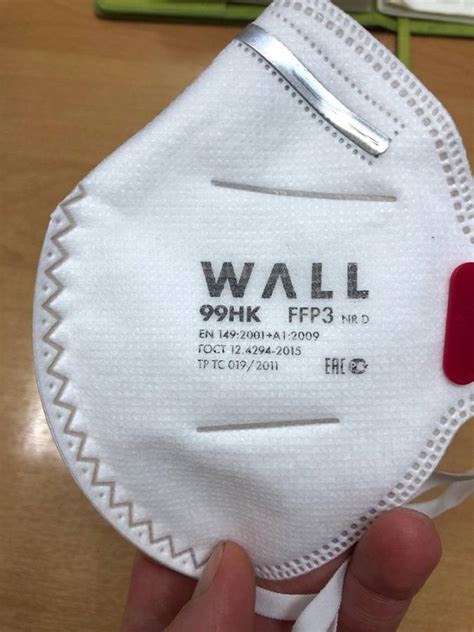 WALL
99HK FFP3 NR D
EN 149:2001+A1:2009
ГОСТ 12.4294-2015
ТР ТС 019/2011 EAC